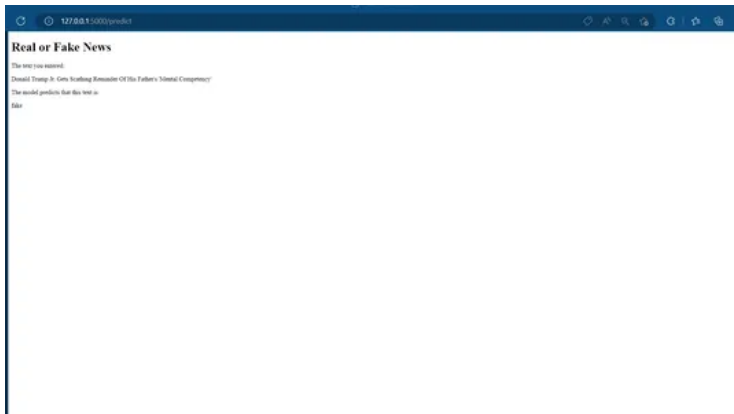 127.0.0.1:5000/predict
Real or Fake News
The text you entered:
Donald Trump Jr. Gets Scathing Reminder Of His Father's 'Mental Competency'
The model predicts that this text is:
fake